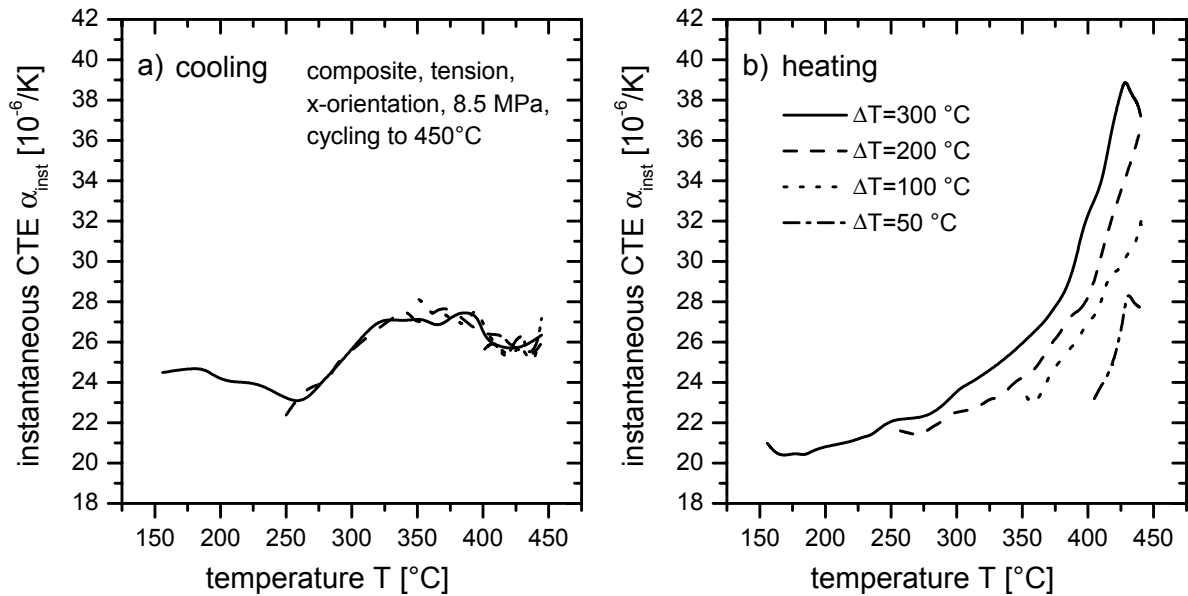 instantaneous CTE α_inst [10⁻⁶/K]
42
40
38
36
34
32
30
28
26
24
22
20
18
a) cooling
composite, tension,
x-orientation, 8.5 MPa,
cycling to 450°C
150 200 250 300 350 400 450
temperature T [°C]
instantaneous CTE α_inst [10⁻⁶/K]
42
40
38
36
34
32
30
28
26
24
22
20
18
b) heating
ΔT=300 °C
ΔT=200 °C
ΔT=100 °C
ΔT=50 °C
150 200 250 300 350 400 450
temperature T [°C]